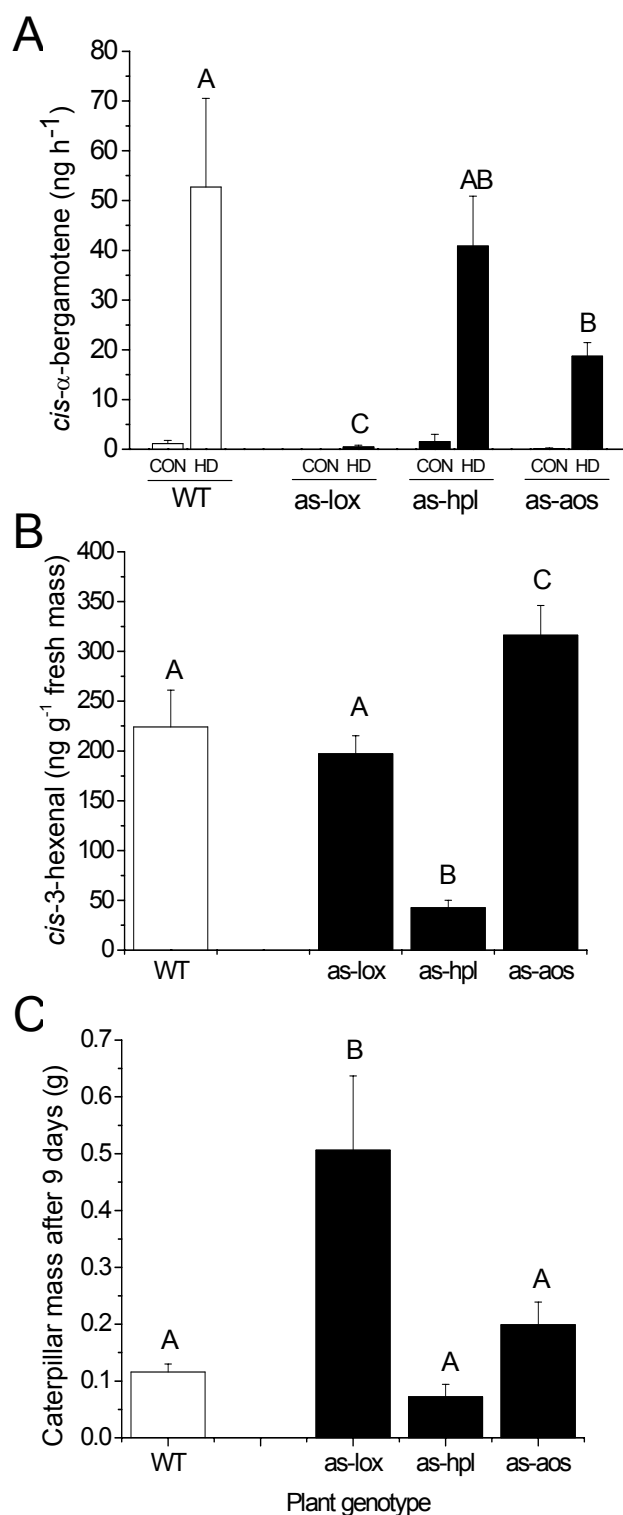 A
cis-α-bergamotene (ng h⁻¹)
80
70
60
50
40
30
20
10
0
A
C
AB
B
CON HD CON HD CON HD CON HD
WT as-lox as-hpl as-aos
B
cis-3-hexenal (ng g⁻¹ fresh mass)
400
350
300
250
200
150
100
50
0
A
A
B
C
WT as-lox as-hpl as-aos
C
Caterpillar mass after 9 days (g)
0.7
0.6
0.5
0.4
0.3
0.2
0.1
0.0
A
B
A
A
WT as-lox as-hpl as-aos
Plant genotype